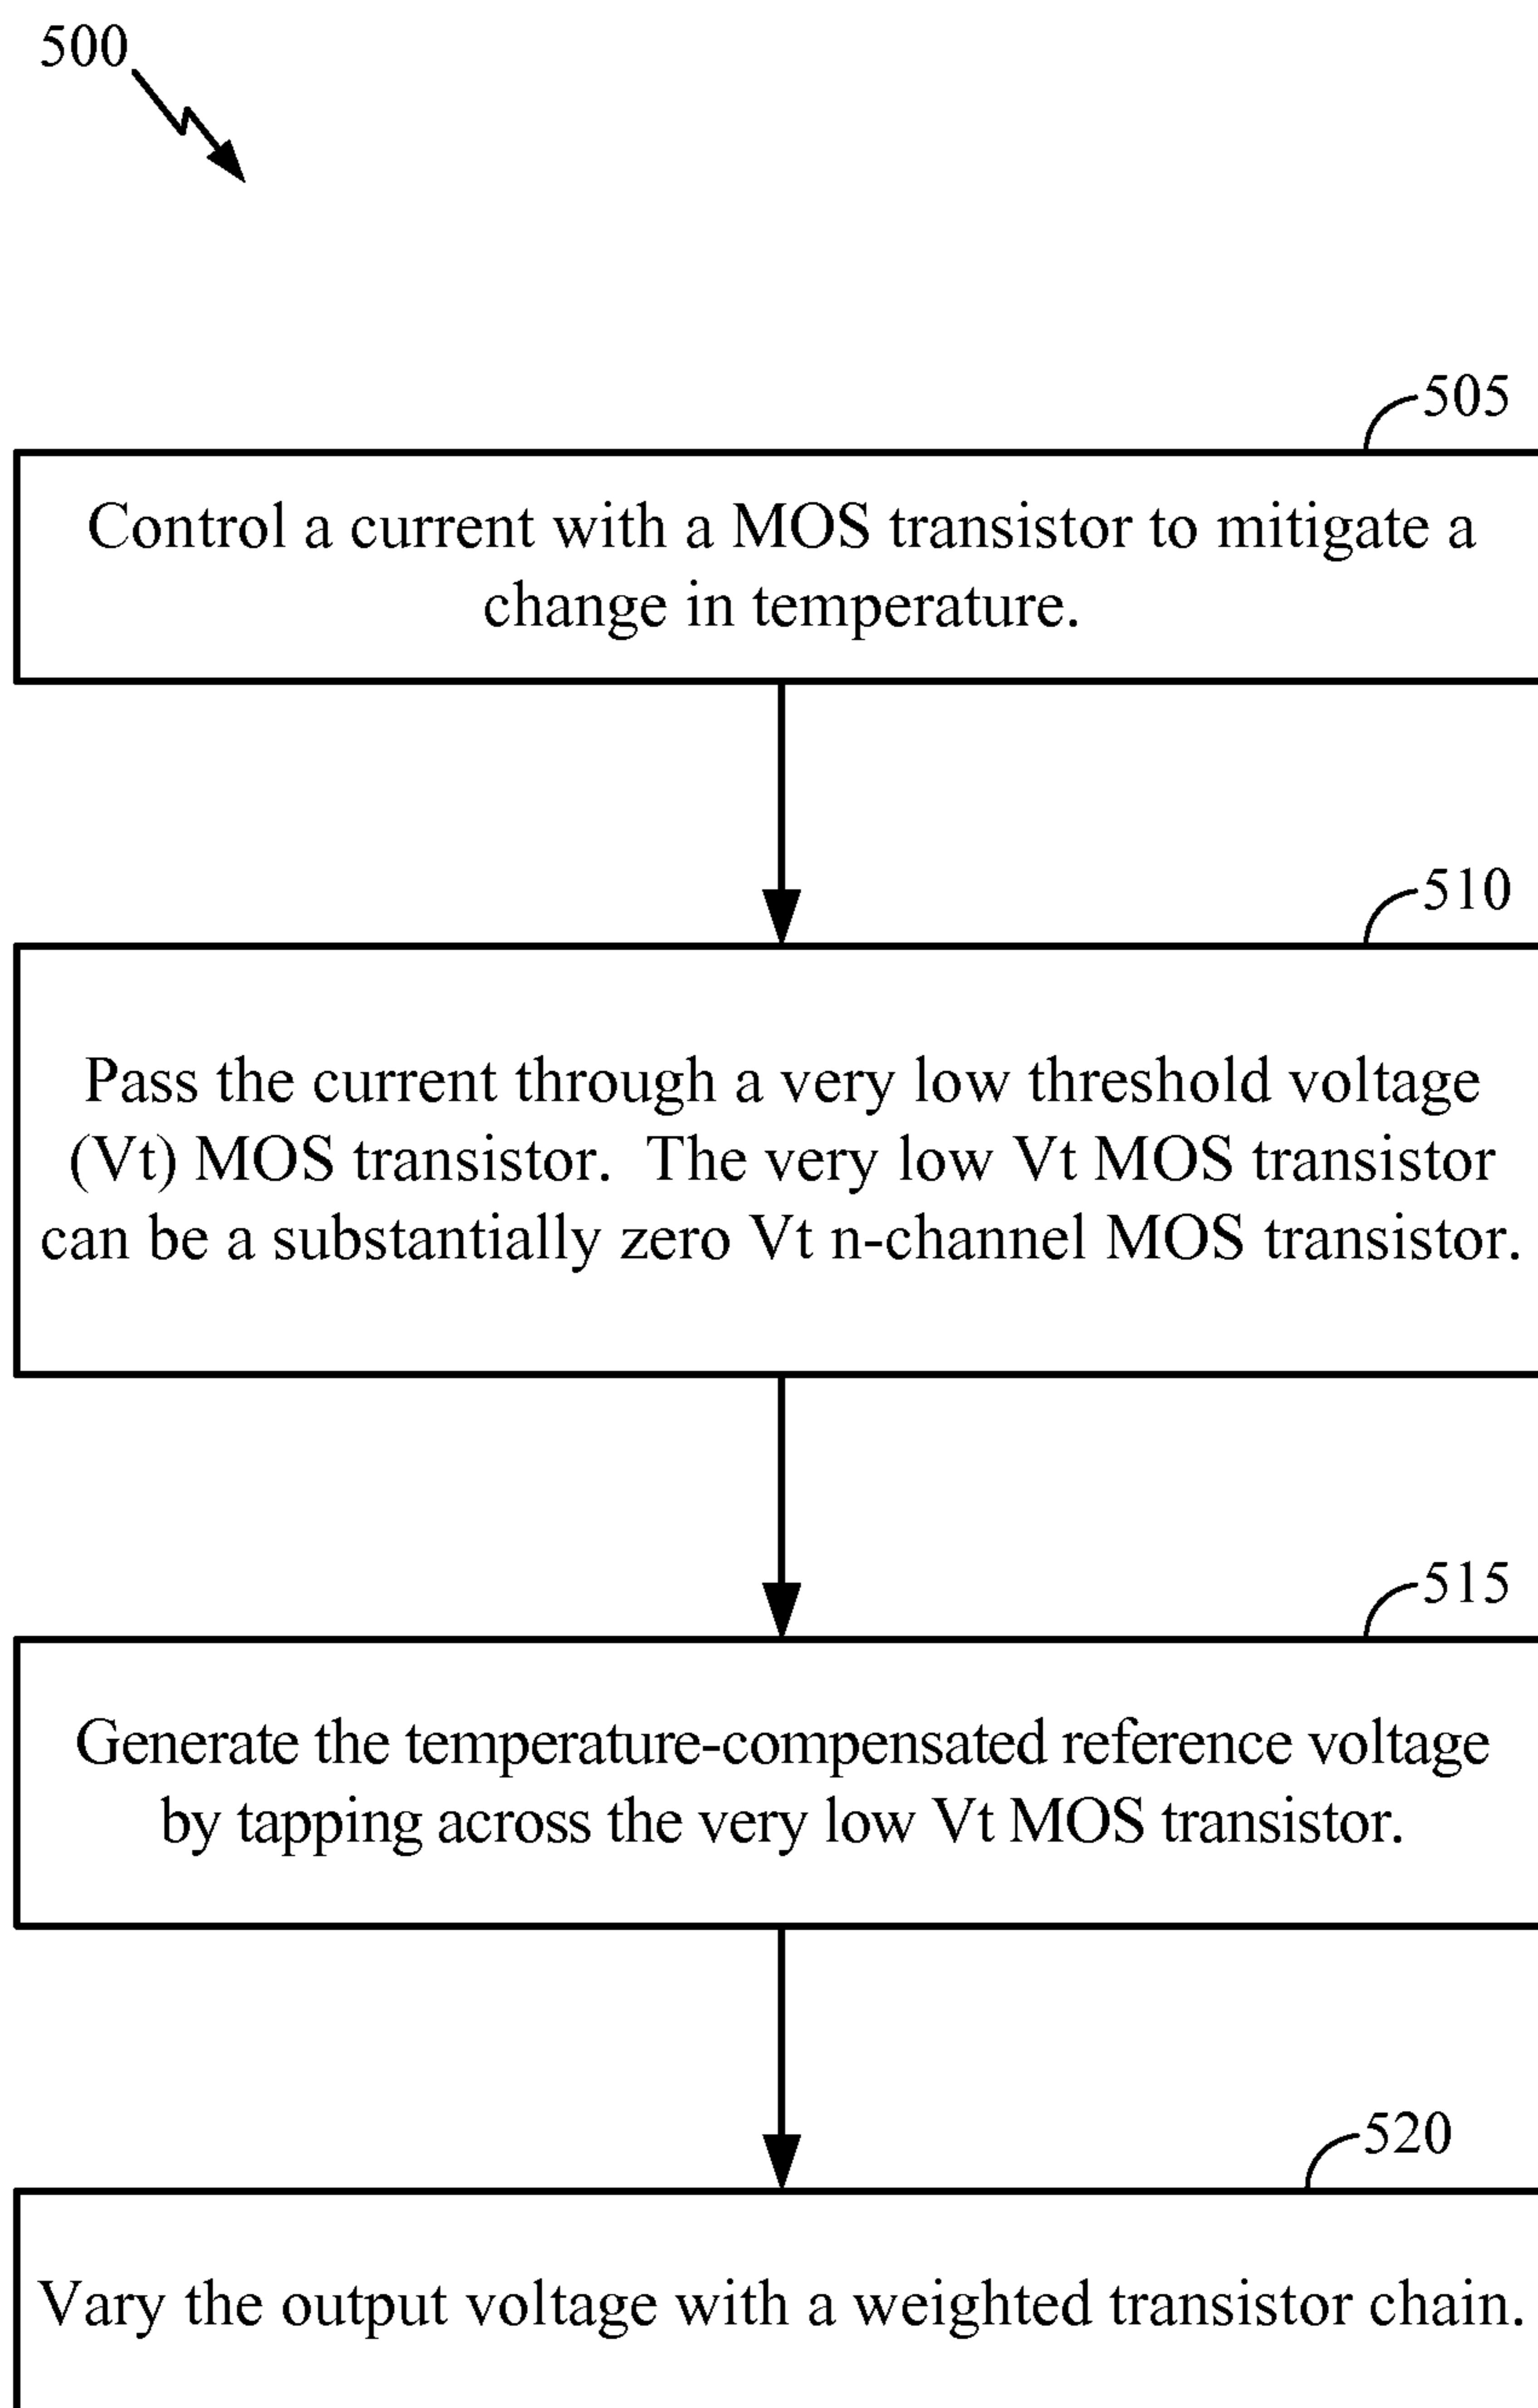 500
505
Control a current with a MOS transistor to mitigate a
change in temperature.
510
Pass the current through a very low threshold voltage
(Vt) MOS transistor.  The very low Vt MOS transistor
can be a substantially zero Vt n-channel MOS transistor.
515
Generate the temperature-compensated reference voltage
by tapping across the very low Vt MOS transistor.
520
Vary the output voltage with a weighted transistor chain.